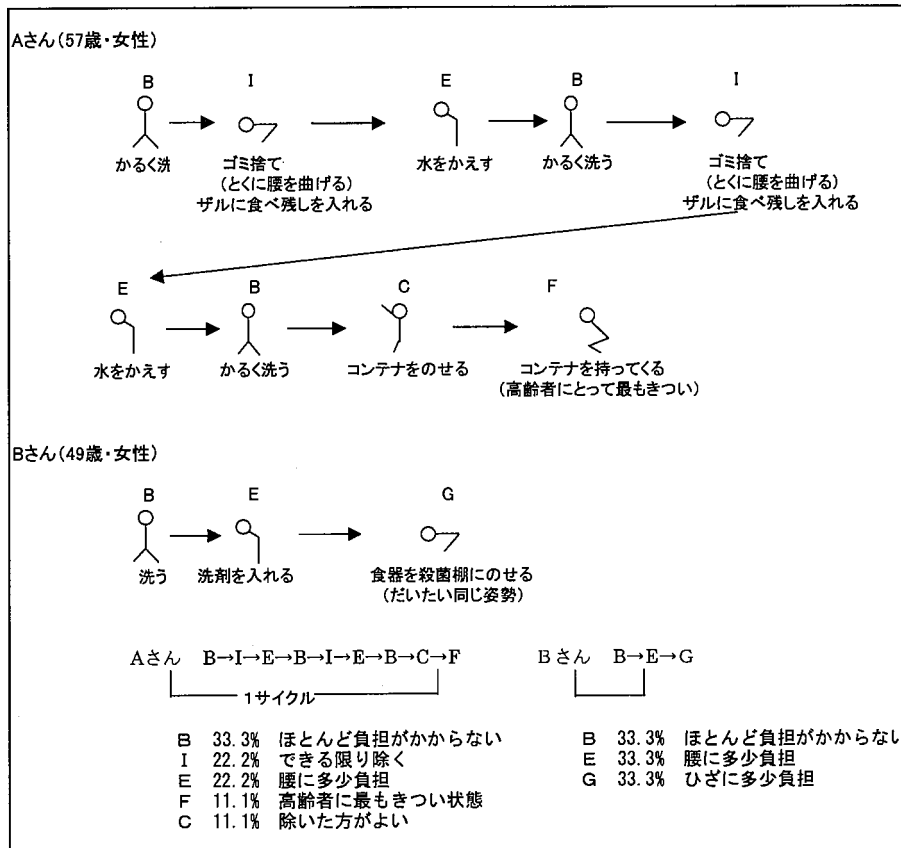 Aさん(57歳・女性)
B I E B I
かるく洗 ゴミ捨て 水をかえす かるく洗う ゴミ捨て
(とくに腰を曲げる) (とくに腰を曲げる)
ザルに食べ残しを入れる ザルに食べ残しを入れる
E B C F
水をかえす かるく洗う コンテナをのせる コンテナを持ってくる
(高齢者にとって最もきつい)
Bさん(49歳・女性)
B E G
洗う 洗剤を入れる 食器を殺菌棚にのせる
(だいたい同じ姿勢)
Aさん B→I→E→B→I→E→B→C→F Bさん B→E→G
1サイクル
B 33.3% ほとんど負担がかからない B 33.3% ほとんど負担がかからない
I 22.2% できる限り除く E 33.3% 腰に多少負担
E 22.2% 腰に多少負担 G 33.3% ひざに多少負担
F 11.1% 高齢者に最もきつい状態
C 11.1% 除いた方がよい